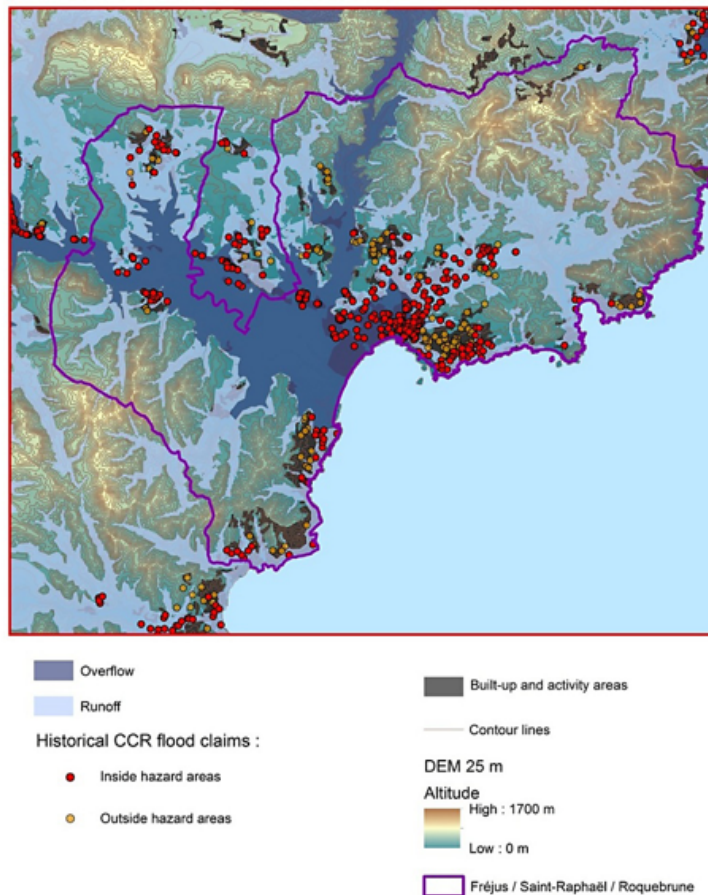 Overflow
Runoff
Historical CCR flood claims :
Inside hazard areas
Outside hazard areas
Built-up and activity areas
Contour lines
DEM 25 m
Altitude
High : 1700 m
Low : 0 m
Fréjus / Saint-Raphaël / Roquebrune